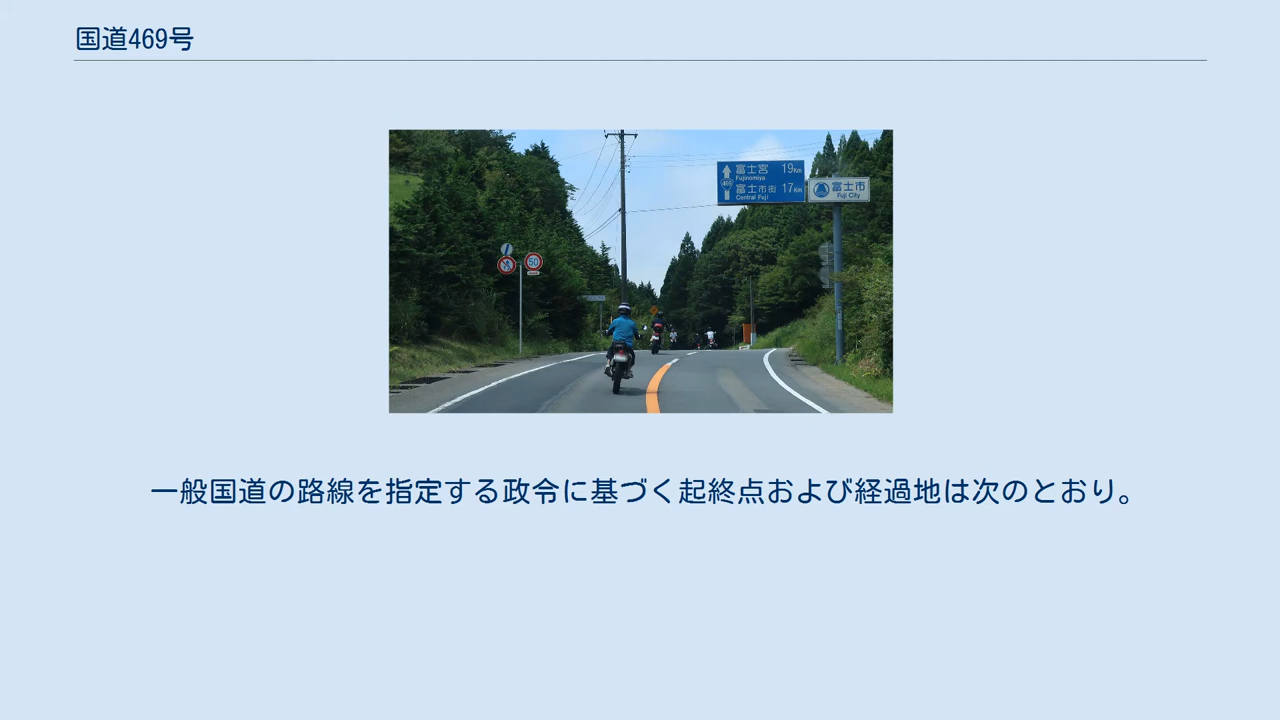 国道469号
富士宮 19Km
Fujinomiya
469
富士市街 17Km
Central Fuji
富士市
Fuji City
50
一般国道の路線を指定する政令に基づく起終点および経過地は次のとおり。